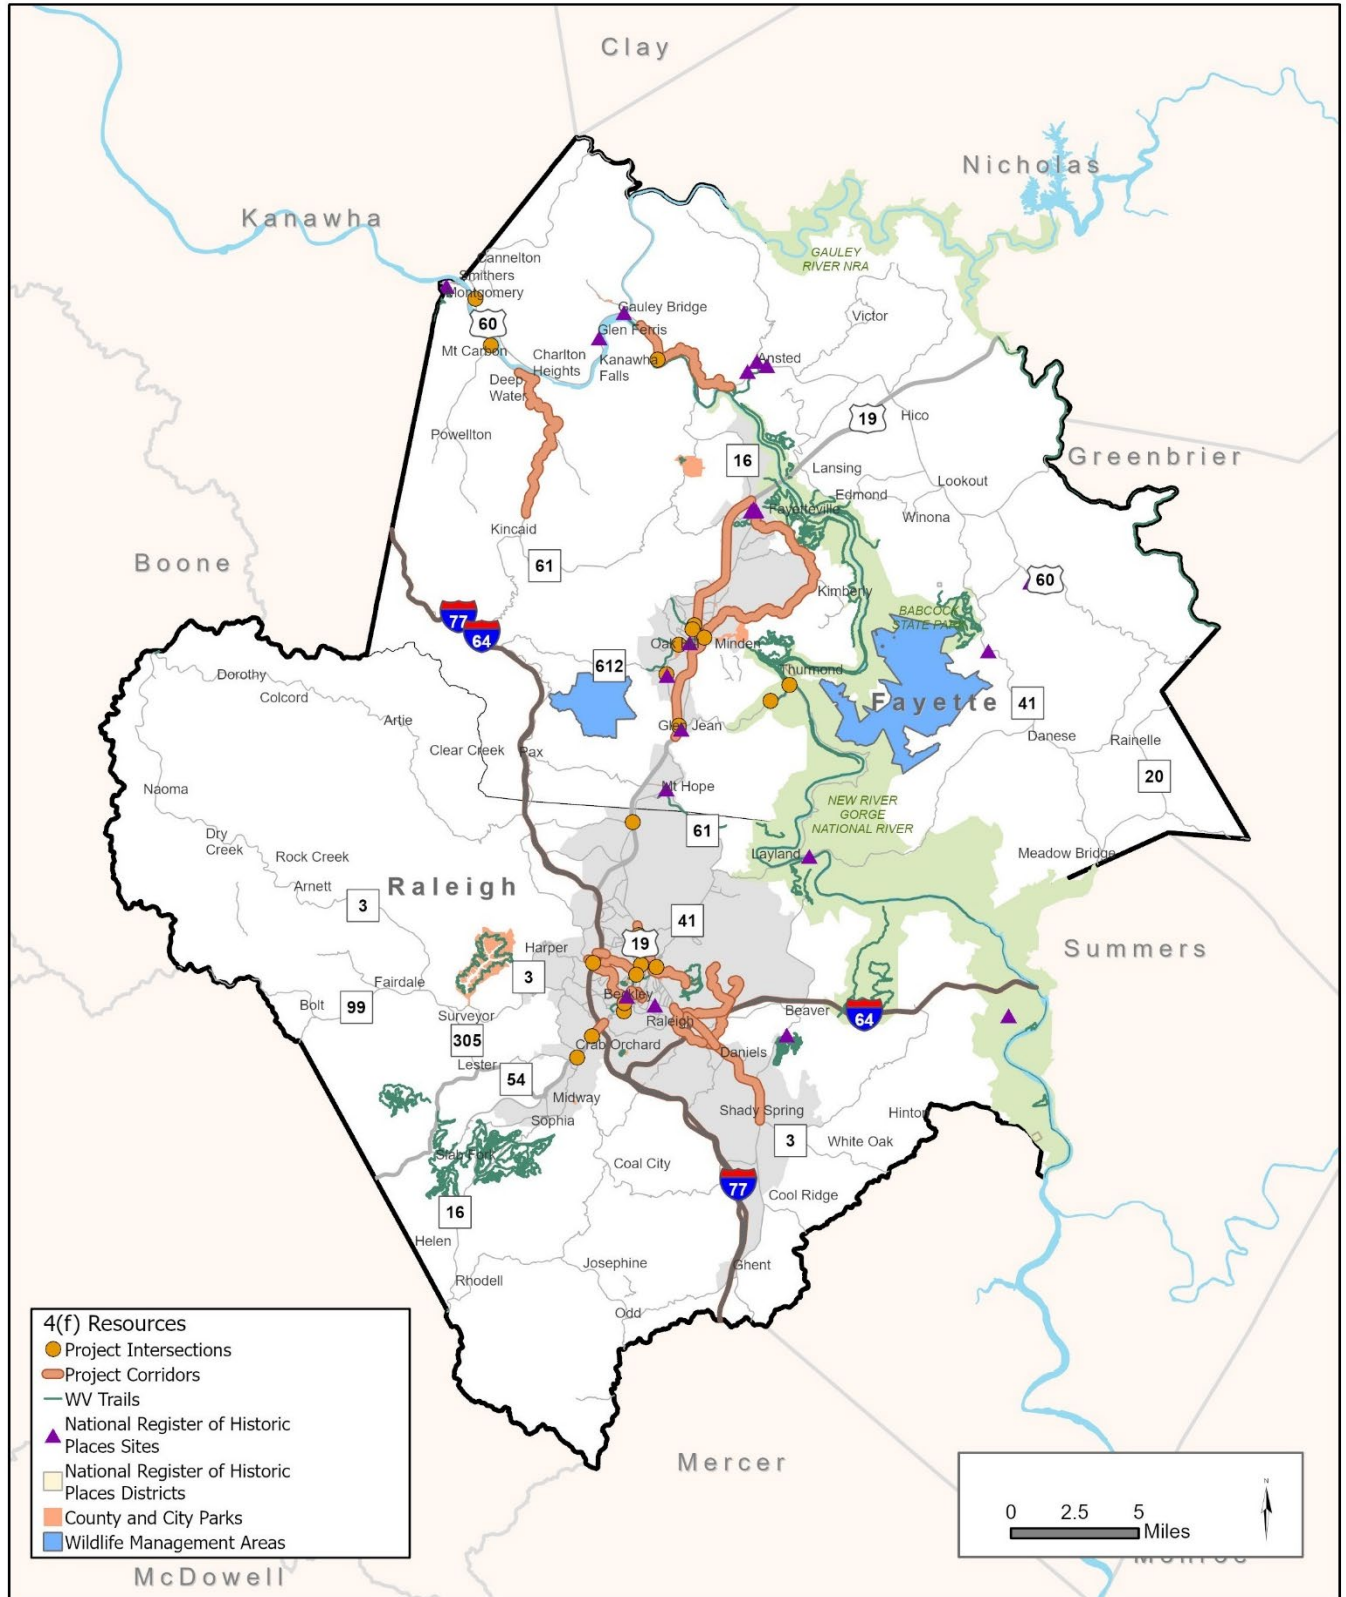 Clay
Nicholas
Kanawha
GAULEY
RIVER NRA
Cannelton
Smithers
Montgomery
60
Gauley Bridge
Victor
Glen Ferris
Mt Carbon
Charlton
Heights
Kanawha
Falls
Ansted
Deep
Water
19
Hico
Powellton
16
Greenbrier
Lansing
Lookout
Edmond
Fayetteville
Winona
Kincaid
Boone
61
60
Kimberly
77
BABCOCK
STATE PARK
64
Oak Hill
Minden
612
Thurmond
Dorothy
Colcord
Fayette
41
Artie
Glen Jean
Danese
Rainelle
Clear Creek
Pax
20
Naoma
Mt Hope
NEW RIVER
GORGE
NATIONAL RIVER
Dry
Creek
61
Rock Creek
Layland
Meadow Bridge
Arnett
Raleigh
3
41
Harper
19
Summers
3
Fairdale
Beckley
Bolt
99
Surveyor
Raleigh
Beaver
64
305
Crab Orchard
Daniels
Lester
54
Midway
Shady Spring
Hinton
Sophia
3
White Oak
Slab Fork
Coal City
77
Cool Ridge
16
Helen
Josephine
Ghent
Rhodell
Odd
4(f) Resources
Project Intersections
Project Corridors
WV Trails
National Register of Historic
Places Sites
National Register of Historic
Places Districts
County and City Parks
Wildlife Management Areas
Mercer
N
0 2.5 5
Miles
Monroe
McDowell